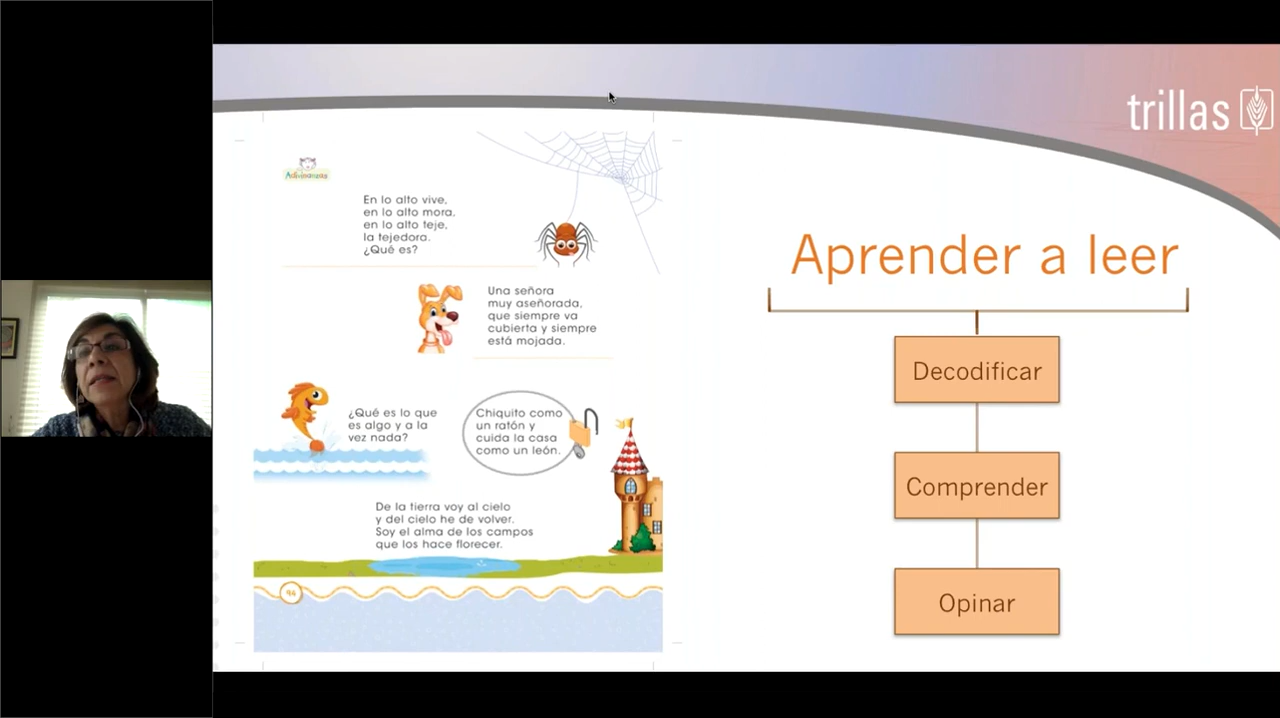 trillas
Adivinanzas
En lo alto vive,
en lo alto mora,
en lo alto teje,
la tejedora.
¿Qué es?
Una señora
muy aseñorada,
que siempre va
cubierta y siempre
está mojada.
¿Qué es lo que
es algo y a la
vez nada?
Chiquito como
un ratón y
cuida la casa
como un león.
De la tierra voy al cielo
y del cielo he de volver.
Soy el alma de los campos
que los hace florecer.
94
Aprender a leer
Decodificar
Comprender
Opinar